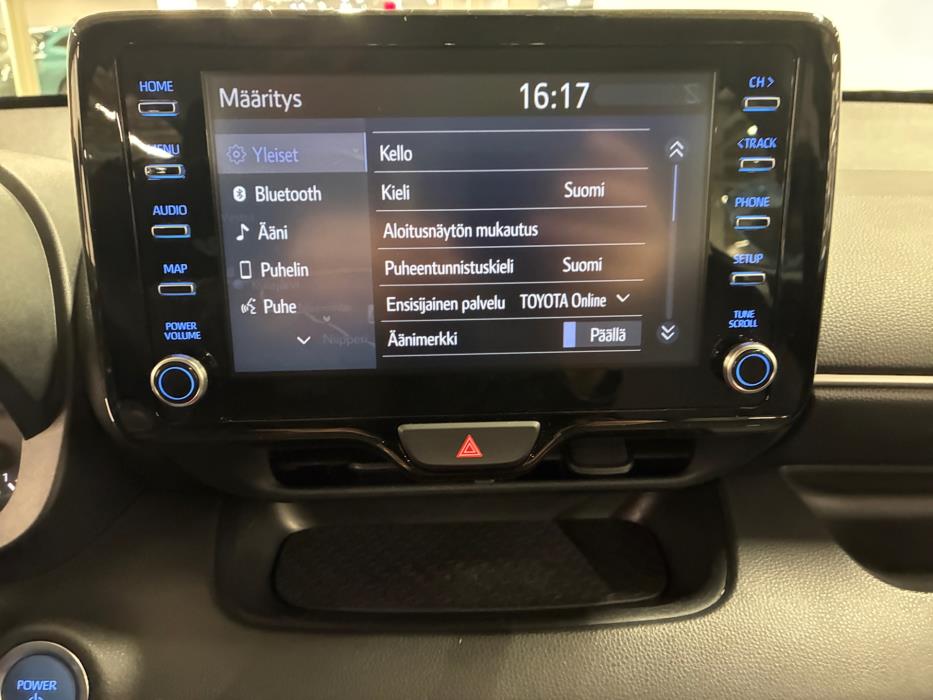 HOME
MENU
AUDIO
MAP
POWER
VOLUME
Määritys
16:17
Yleiset
Bluetooth
Ääni
Puhelin
Puhe
Kello
Kieli Suomi
Aloitusnäytön mukautus
Puheentunnistuskieli Suomi
Ensisijainen palvelu TOYOTA Online
Äänimerkki Päällä
CH >
< TRACK
PHONE
SETUP
TUNE
SCROLL
POWER